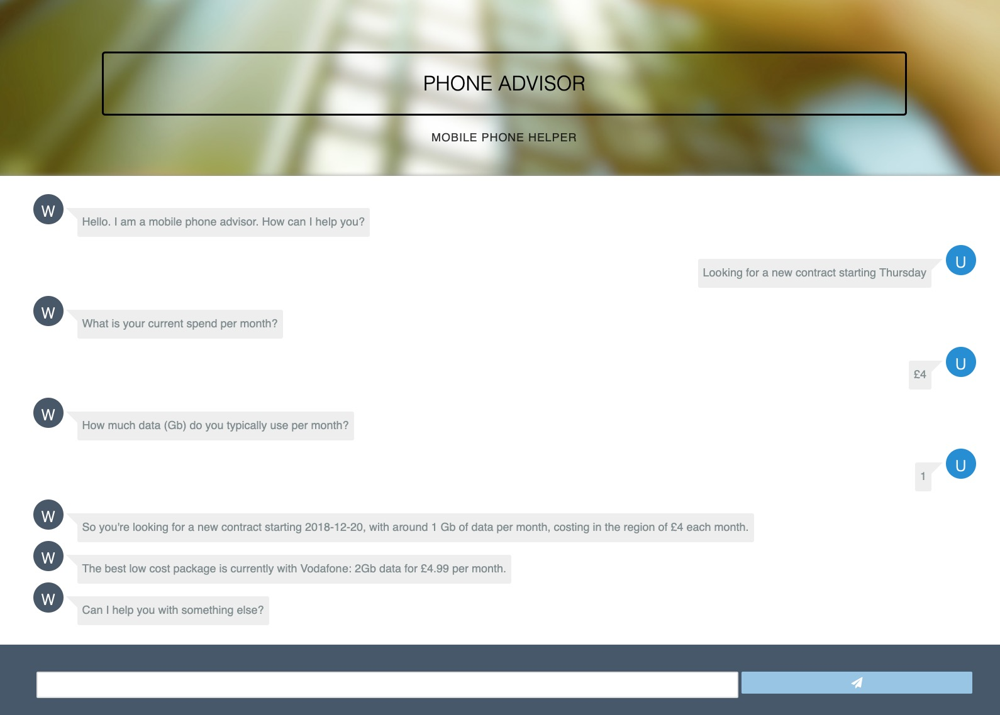 PHONE ADVISOR
MOBILE PHONE HELPER
W
Hello. I am a mobile phone advisor. How can I help you?
U
Looking for a new contract starting Thursday
W
What is your current spend per month?
U
£4
W
How much data (Gb) do you typically use per month?
U
1
W
So you're looking for a new contract starting 2018-12-20, with around 1 Gb of data per month, costing in the region of £4 each month.
W
The best low cost package is currently with Vodafone: 2Gb data for £4.99 per month.
W
Can I help you with something else?